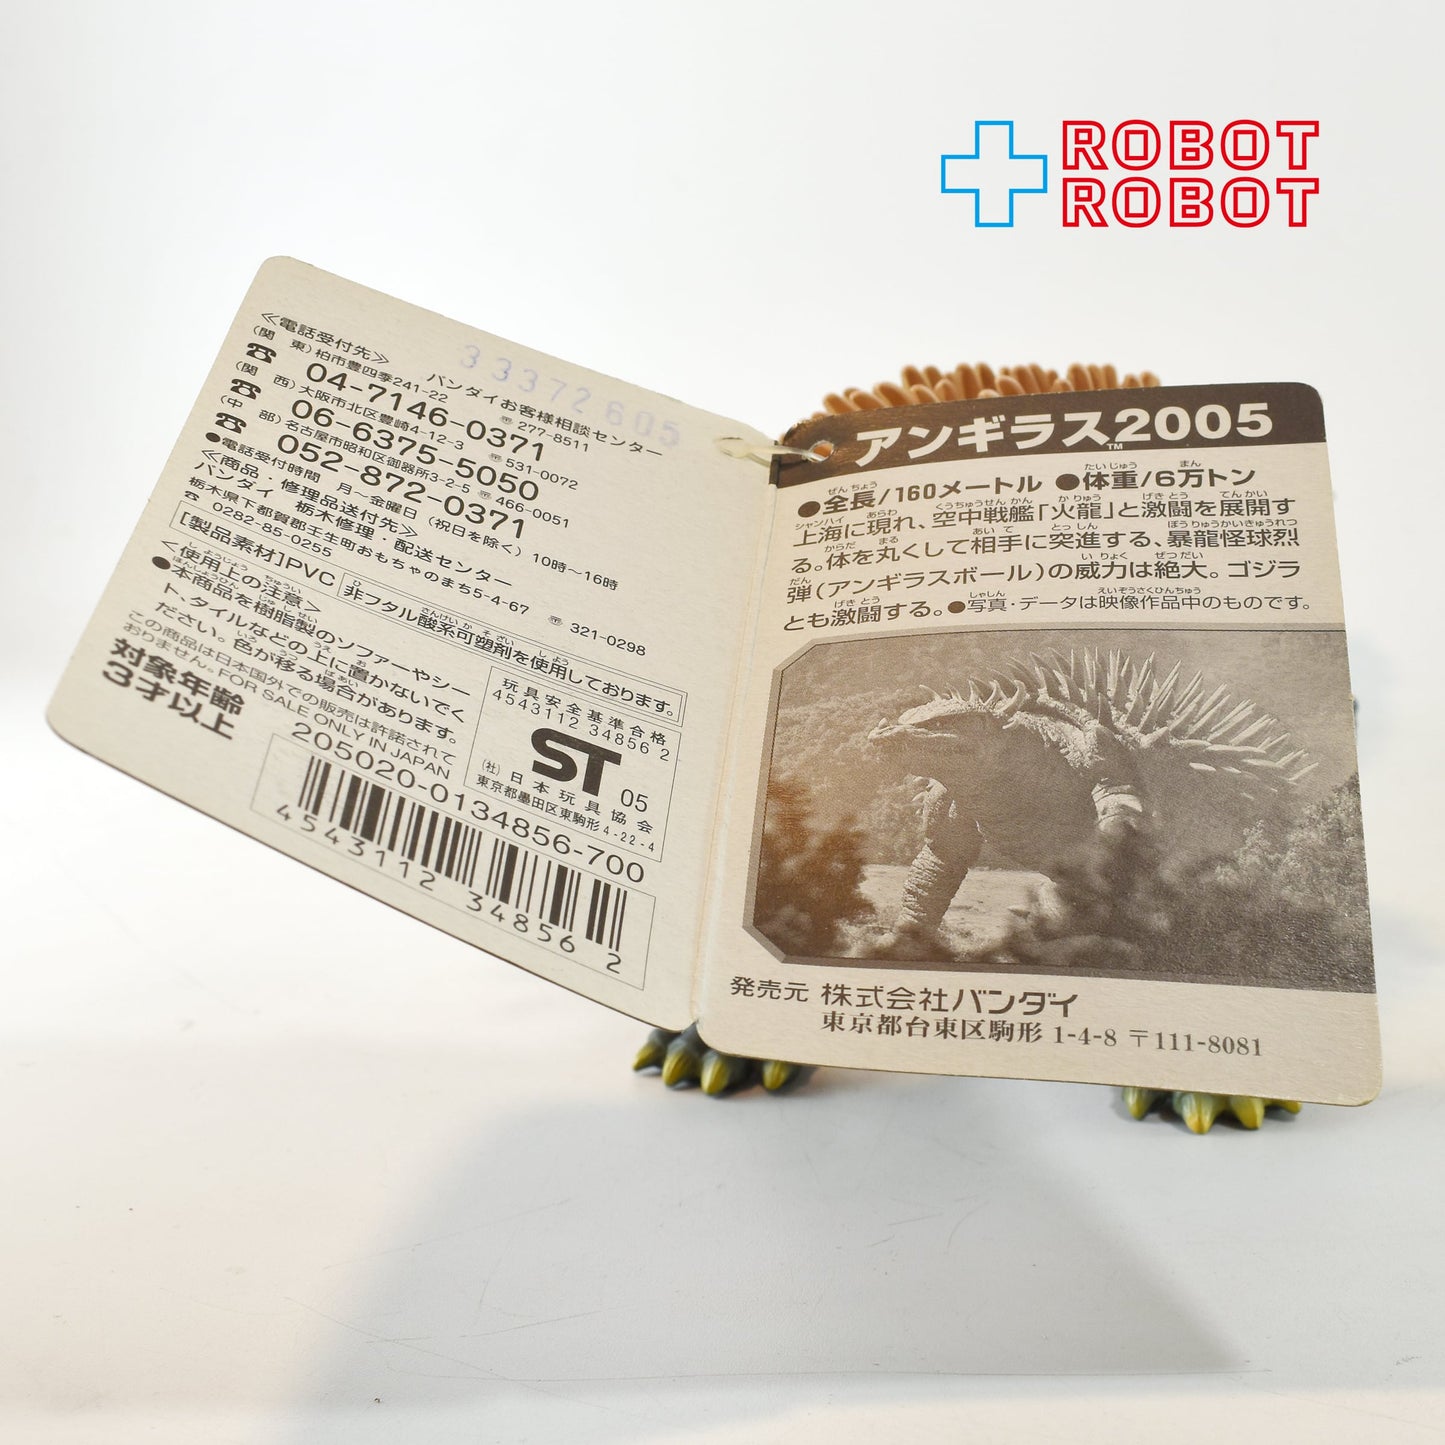 ROBOT
ROBOT
33372605
≪電話受付先≫ バンダイお客様相談センター
(関 東)柏市豊四季241-22 〠277-8511
☎ 04-7146-0371
(関 西)大阪市北区豊崎4-12-3 〠531-0072
☎ 06-6375-5050
(中 部)名古屋市昭和区御器所3-2-5 〠466-0051
☎ 052-872-0371
●電話受付時間 月〜金曜日(祝日を除く)10時〜16時
≪商品・修理品送付先≫
バンダイ 栃木修理・配送センター
栃木県下都賀郡壬生町おもちゃのまち5-4-67 〠321-0298
☎ 0282-85-0255
[製品素材]PVC 非フタル酸系可塑剤を使用しております。
<使用上の注意>
●本商品を樹脂製のソファーやシー
ト、タイルなどの上に置かないでく
ださい。色が移る場合があります。
この商品は日本国外での販売は許諾されて
おりません。FOR SALE ONLY IN JAPAN
対象年齢
3才以上
玩具安全基準合格
4543112 34856 2
ST 05
(社)日本玩具協会
東京都墨田区東駒形4-22-4
205020-0134856-700
4543112 34856 2
アンギラス™2005
●全長/160メートル ●体重/6万トン
上海に現れ、空中戦艦「火龍」と激闘を展開す
る。体を丸くして相手に突進する、暴龍怪球烈
弾(アンギラスボール)の威力は絶大。ゴジラ
とも激闘する。●写真・データは映像作品中のものです。
発売元 株式会社バンダイ
東京都台東区駒形 1-4-8 〒111-8081